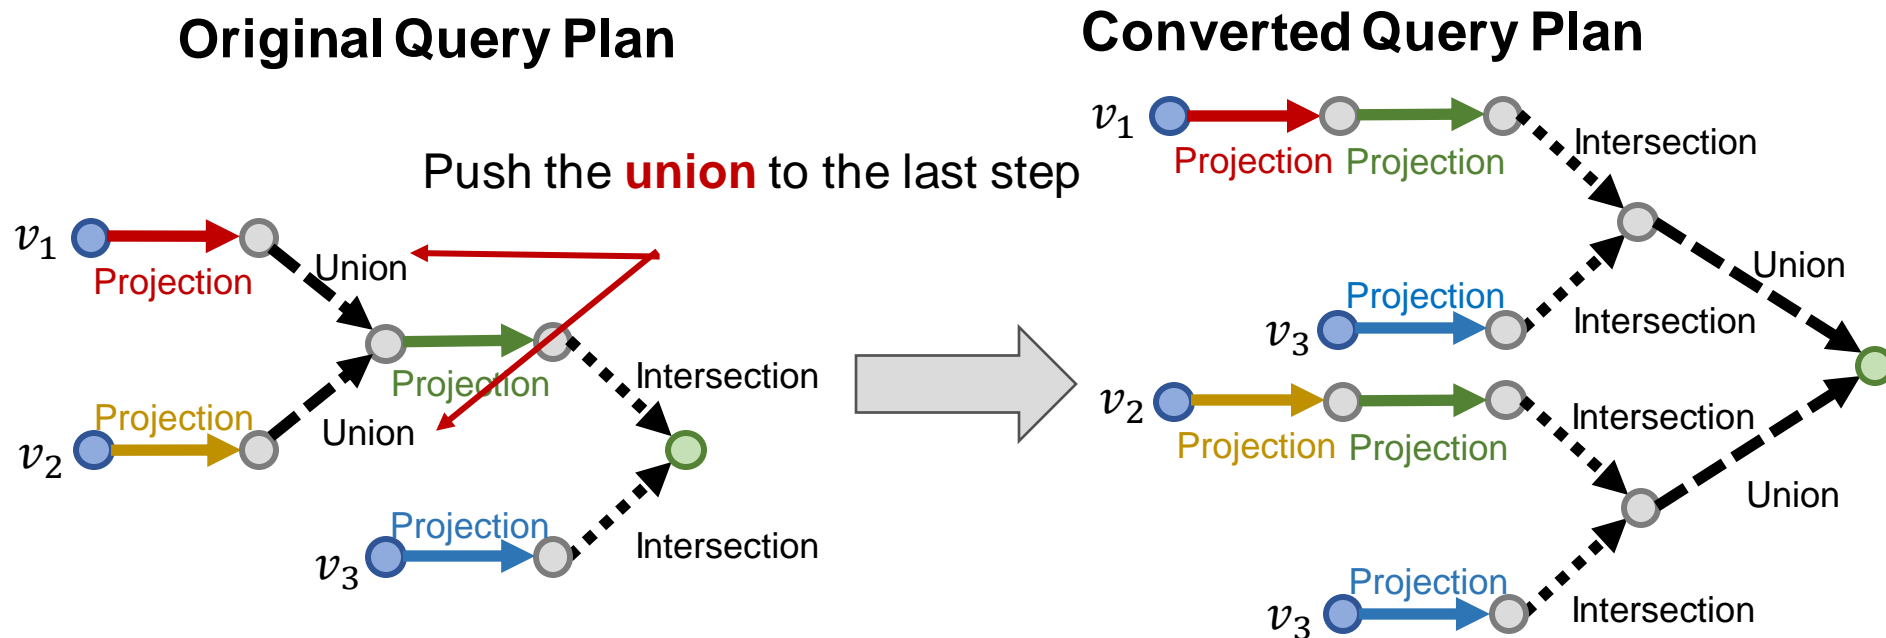 Original Query Plan
Push the union to the last step
v₁
Projection
Union
Projection
Projection
Union
v₂
Intersection
Projection
v₃
Intersection
Converted Query Plan
v₁
Projection
Projection
Intersection
Projection
v₃
Intersection
Union
v₂
Projection
Projection
Intersection
Union
Projection
v₃
Intersection